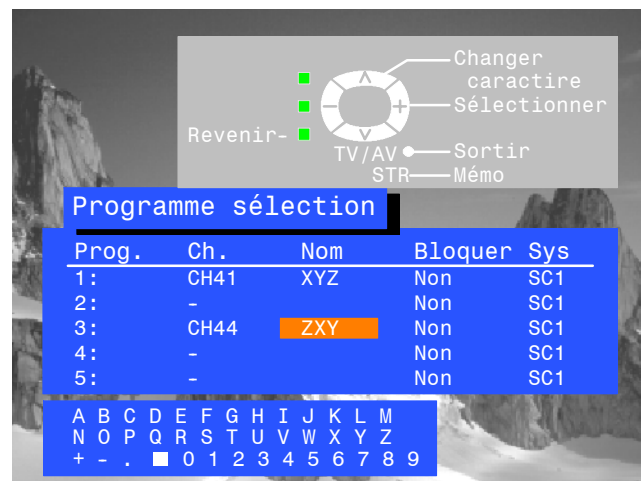 Changer
caractire
Sélectionner
Revenir-
TV/AV Sortir
STR Mémo
Programme sélection
Prog. Ch. Nom Bloquer Sys
1: CH41 XYZ Non SC1
2: - Non SC1
3: CH44 ZXY Non SC1
4: - Non SC1
5: - Non SC1
A B C D E F G H I J K L M
N O P Q R S T U V W X Y Z
+ - . ■ 0 1 2 3 4 5 6 7 8 9